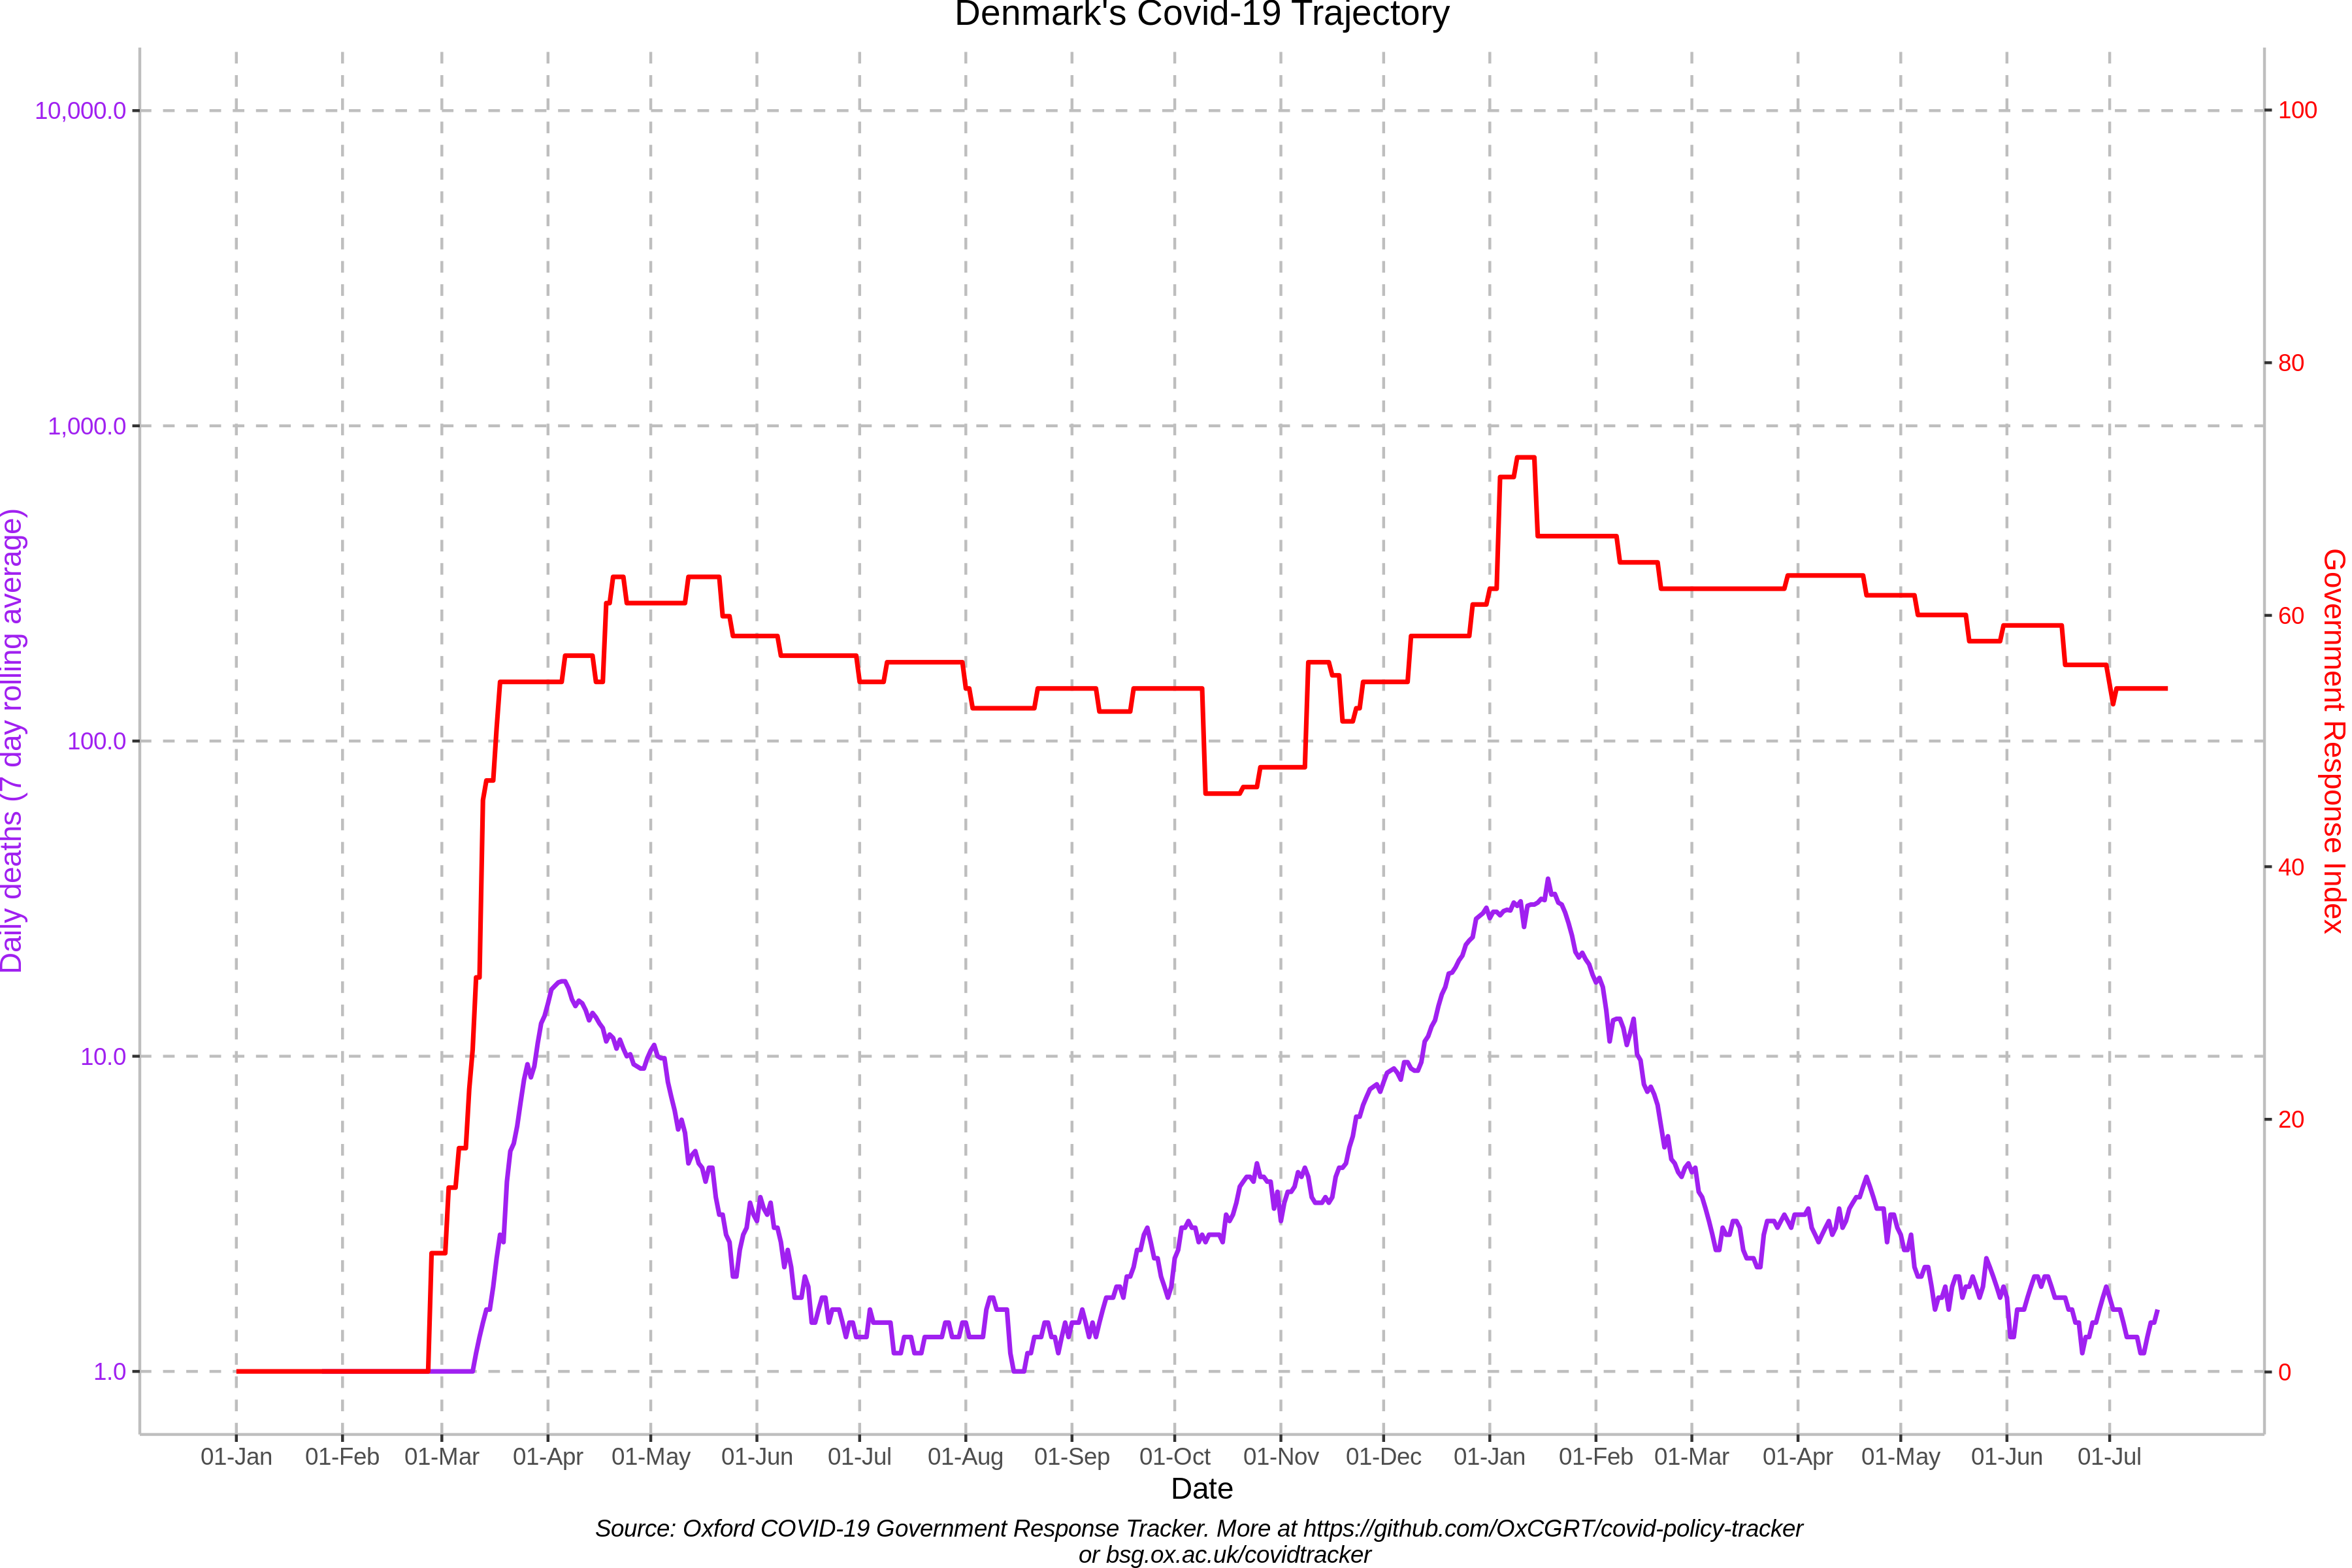 Denmark's Covid-19 Trajectory
10,000.0
1,000.0
100.0
10.0
1.0
Daily deaths (7 day rolling average)
100
80
60
40
20
0
Government Response Index
01-Jan 01-Feb 01-Mar 01-Apr 01-May 01-Jun 01-Jul 01-Aug 01-Sep 01-Oct 01-Nov 01-Dec 01-Jan 01-Feb 01-Mar 01-Apr 01-May 01-Jun 01-Jul
Date
Source: Oxford COVID-19 Government Response Tracker. More at https://github.com/OxCGRT/covid-policy-tracker
or bsg.ox.ac.uk/covidtracker